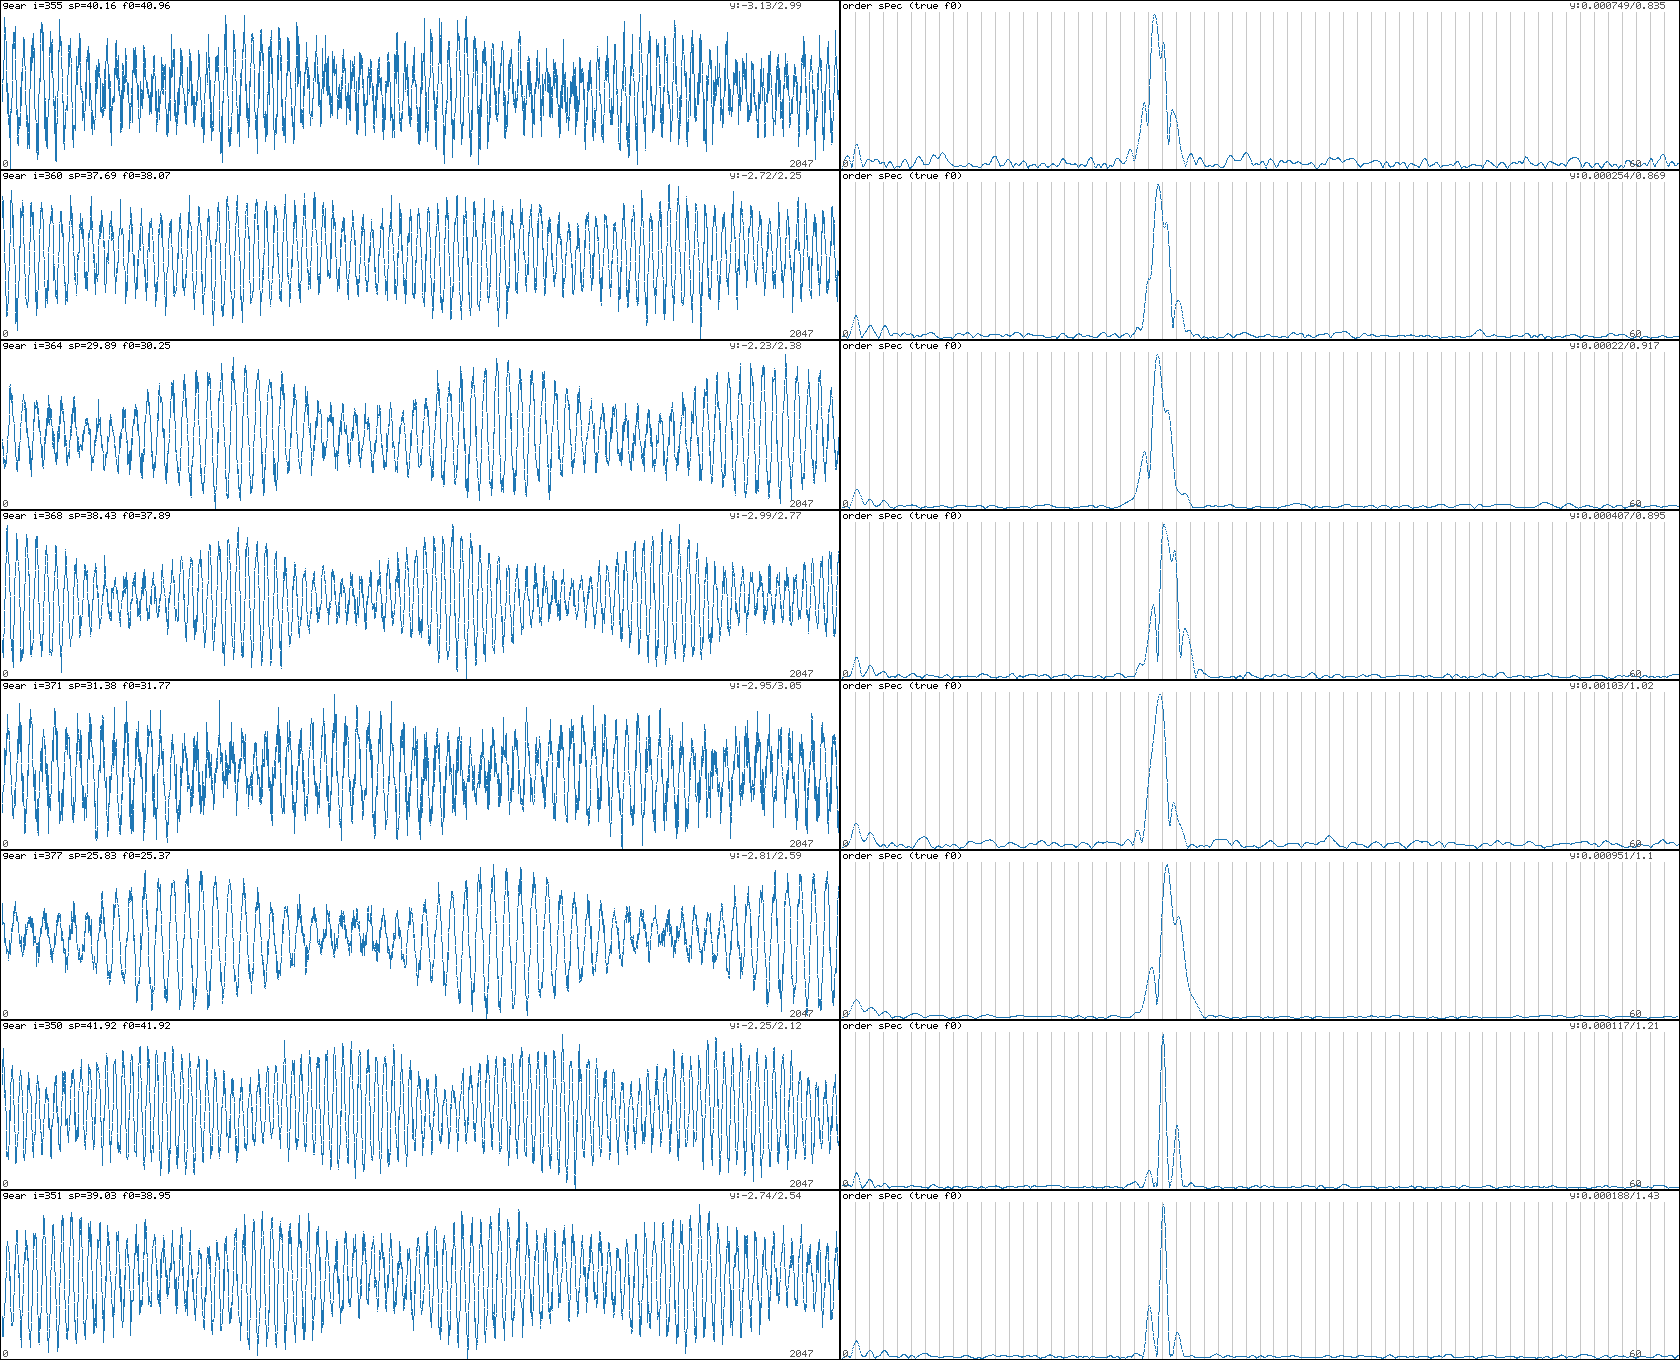 gear i=355 sp=40.16 f0=40.96 y:-3.13/2.99 order spec (true f0) y:0.000749/0.835
0 2047 0 60
gear i=360 sp=37.69 f0=38.07 y:-2.72/2.25 order spec (true f0) y:0.000254/0.869
0 2047 0 60
gear i=364 sp=29.89 f0=30.25 y:-2.23/2.38 order spec (true f0) y:0.00022/0.917
0 2047 0 60
gear i=368 sp=38.43 f0=37.89 y:-2.99/2.77 order spec (true f0) y:0.000407/0.895
0 2047 0 60
gear i=371 sp=31.38 f0=31.77 y:-2.95/3.05 order spec (true f0) y:0.00103/1.02
0 2047 0 60
gear i=377 sp=25.83 f0=25.37 y:-2.81/2.59 order spec (true f0) y:0.000951/1.1
0 2047 0 60
gear i=350 sp=41.92 f0=41.92 y:-2.25/2.12 order spec (true f0) y:0.000117/1.21
0 2047 0 60
gear i=351 sp=39.03 f0=38.95 y:-2.74/2.54 order spec (true f0) y:0.000188/1.43
0 2047 0 60